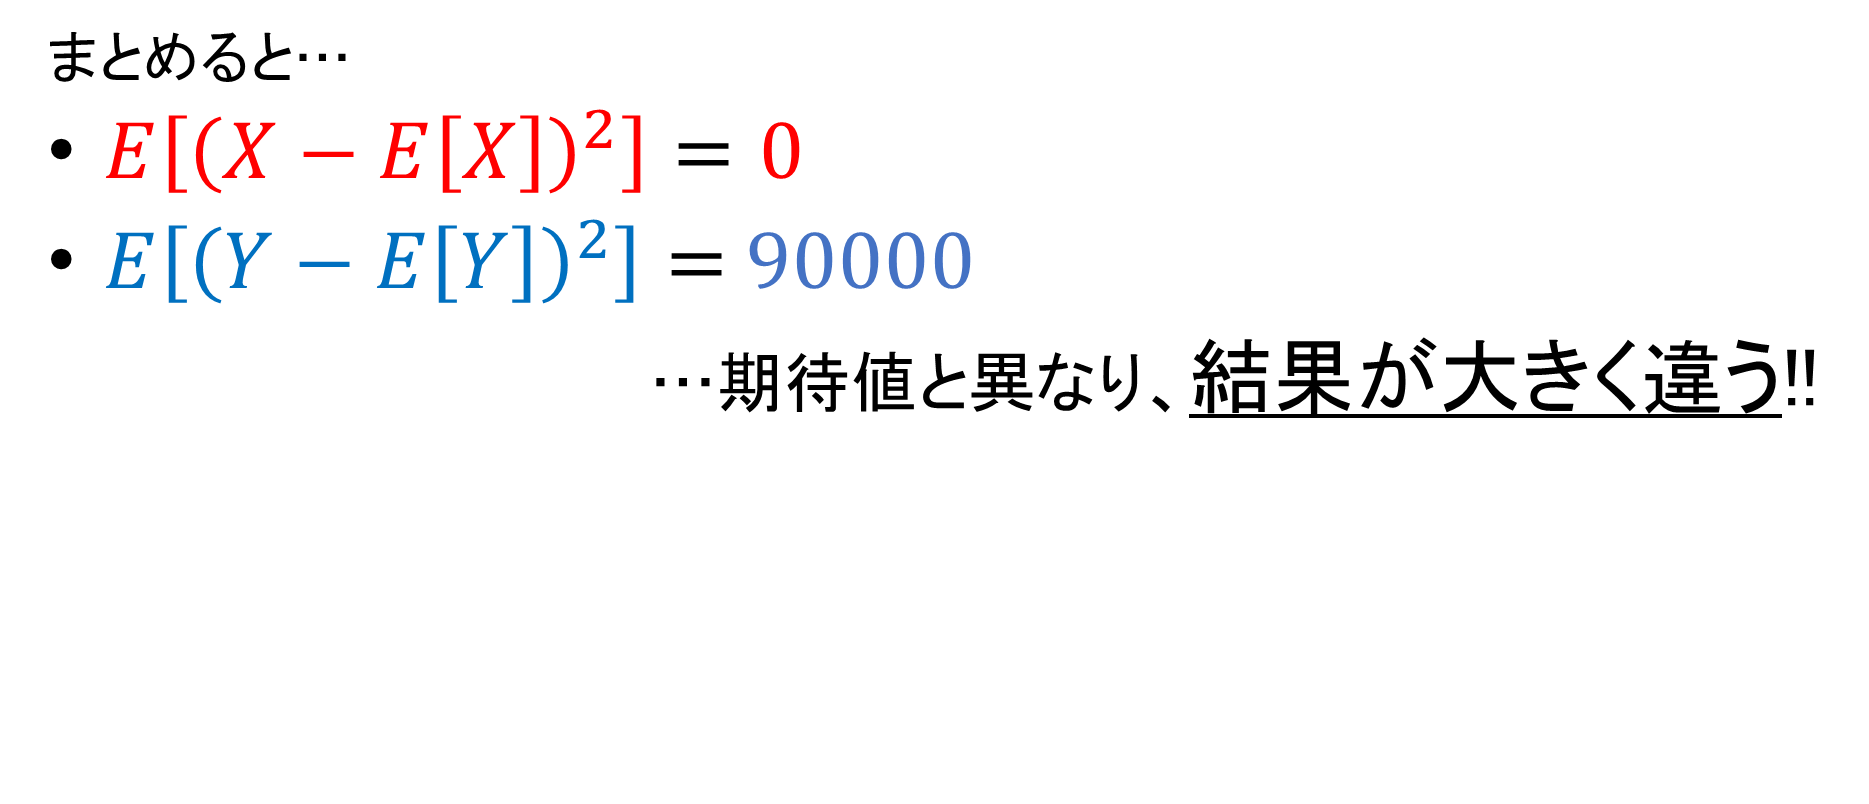 まとめると…
• E[(X − E[X])²] = 0
• E[(Y − E[Y])²] = 90000
…期待値と異なり、結果が大きく違う!!